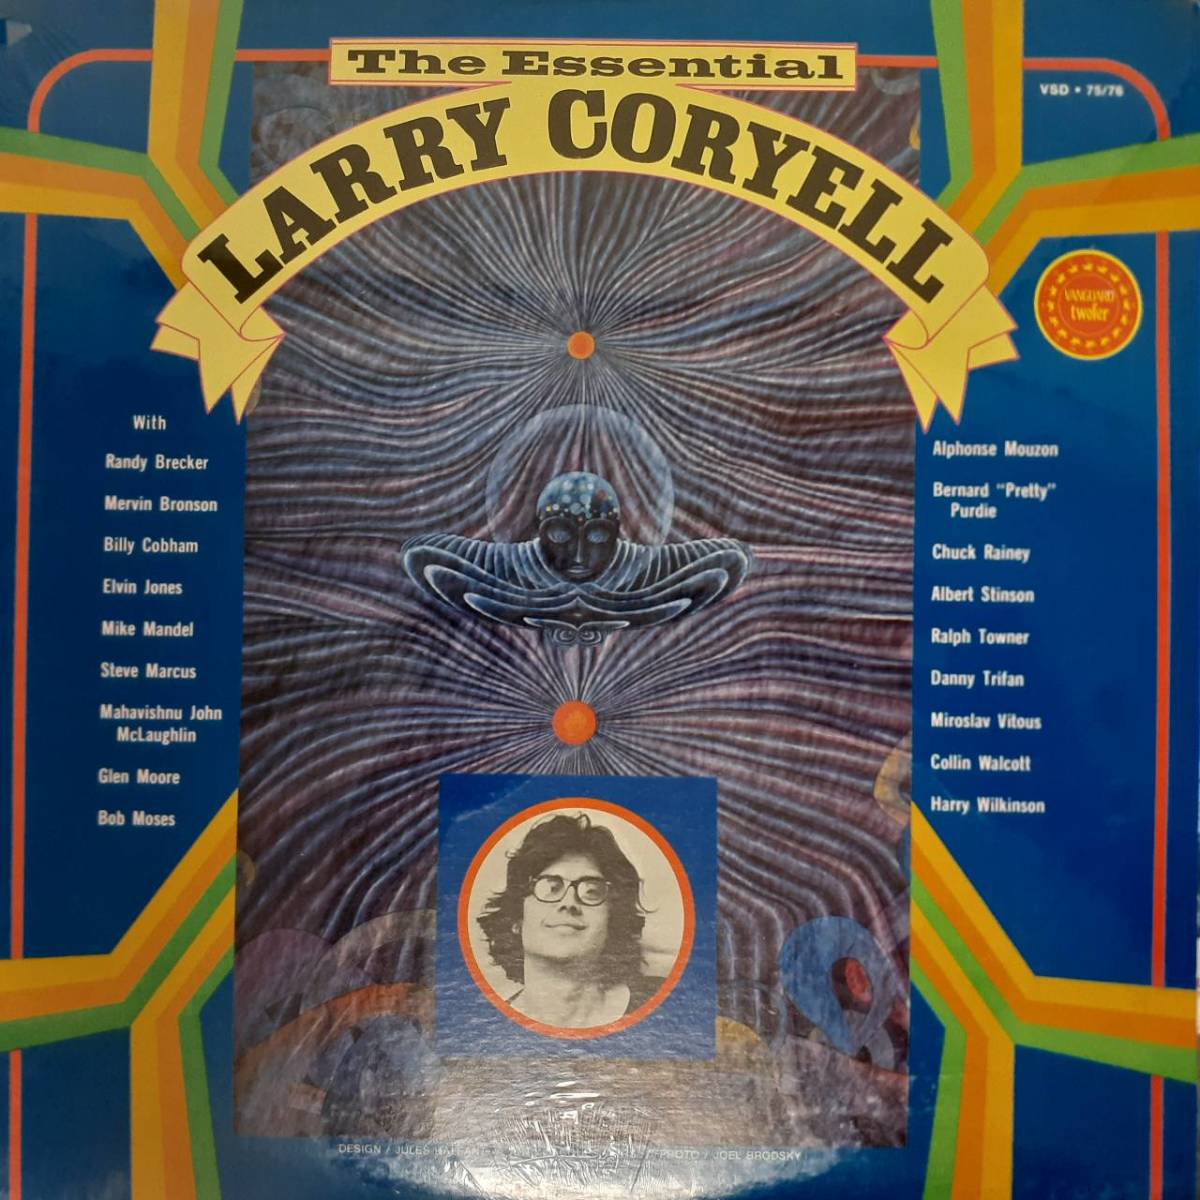 The Essential
LARRY CORYELL
VSD • 75/76
VANGUARD
twofer
With
Randy Brecker
Mervin Bronson
Billy Cobham
Elvin Jones
Mike Mandel
Steve Marcus
Mahavishnu John
McLaughlin
Glen Moore
Bob Moses
Alphonse Mouzon
Bernard "Pretty"
Purdie
Chuck Rainey
Albert Stinson
Ralph Towner
Danny Trifan
Miroslav Vitous
Collin Walcott
Harry Wilkinson
DESIGN / JULES HALFANT
PHOTO / JOEL BRODSKY